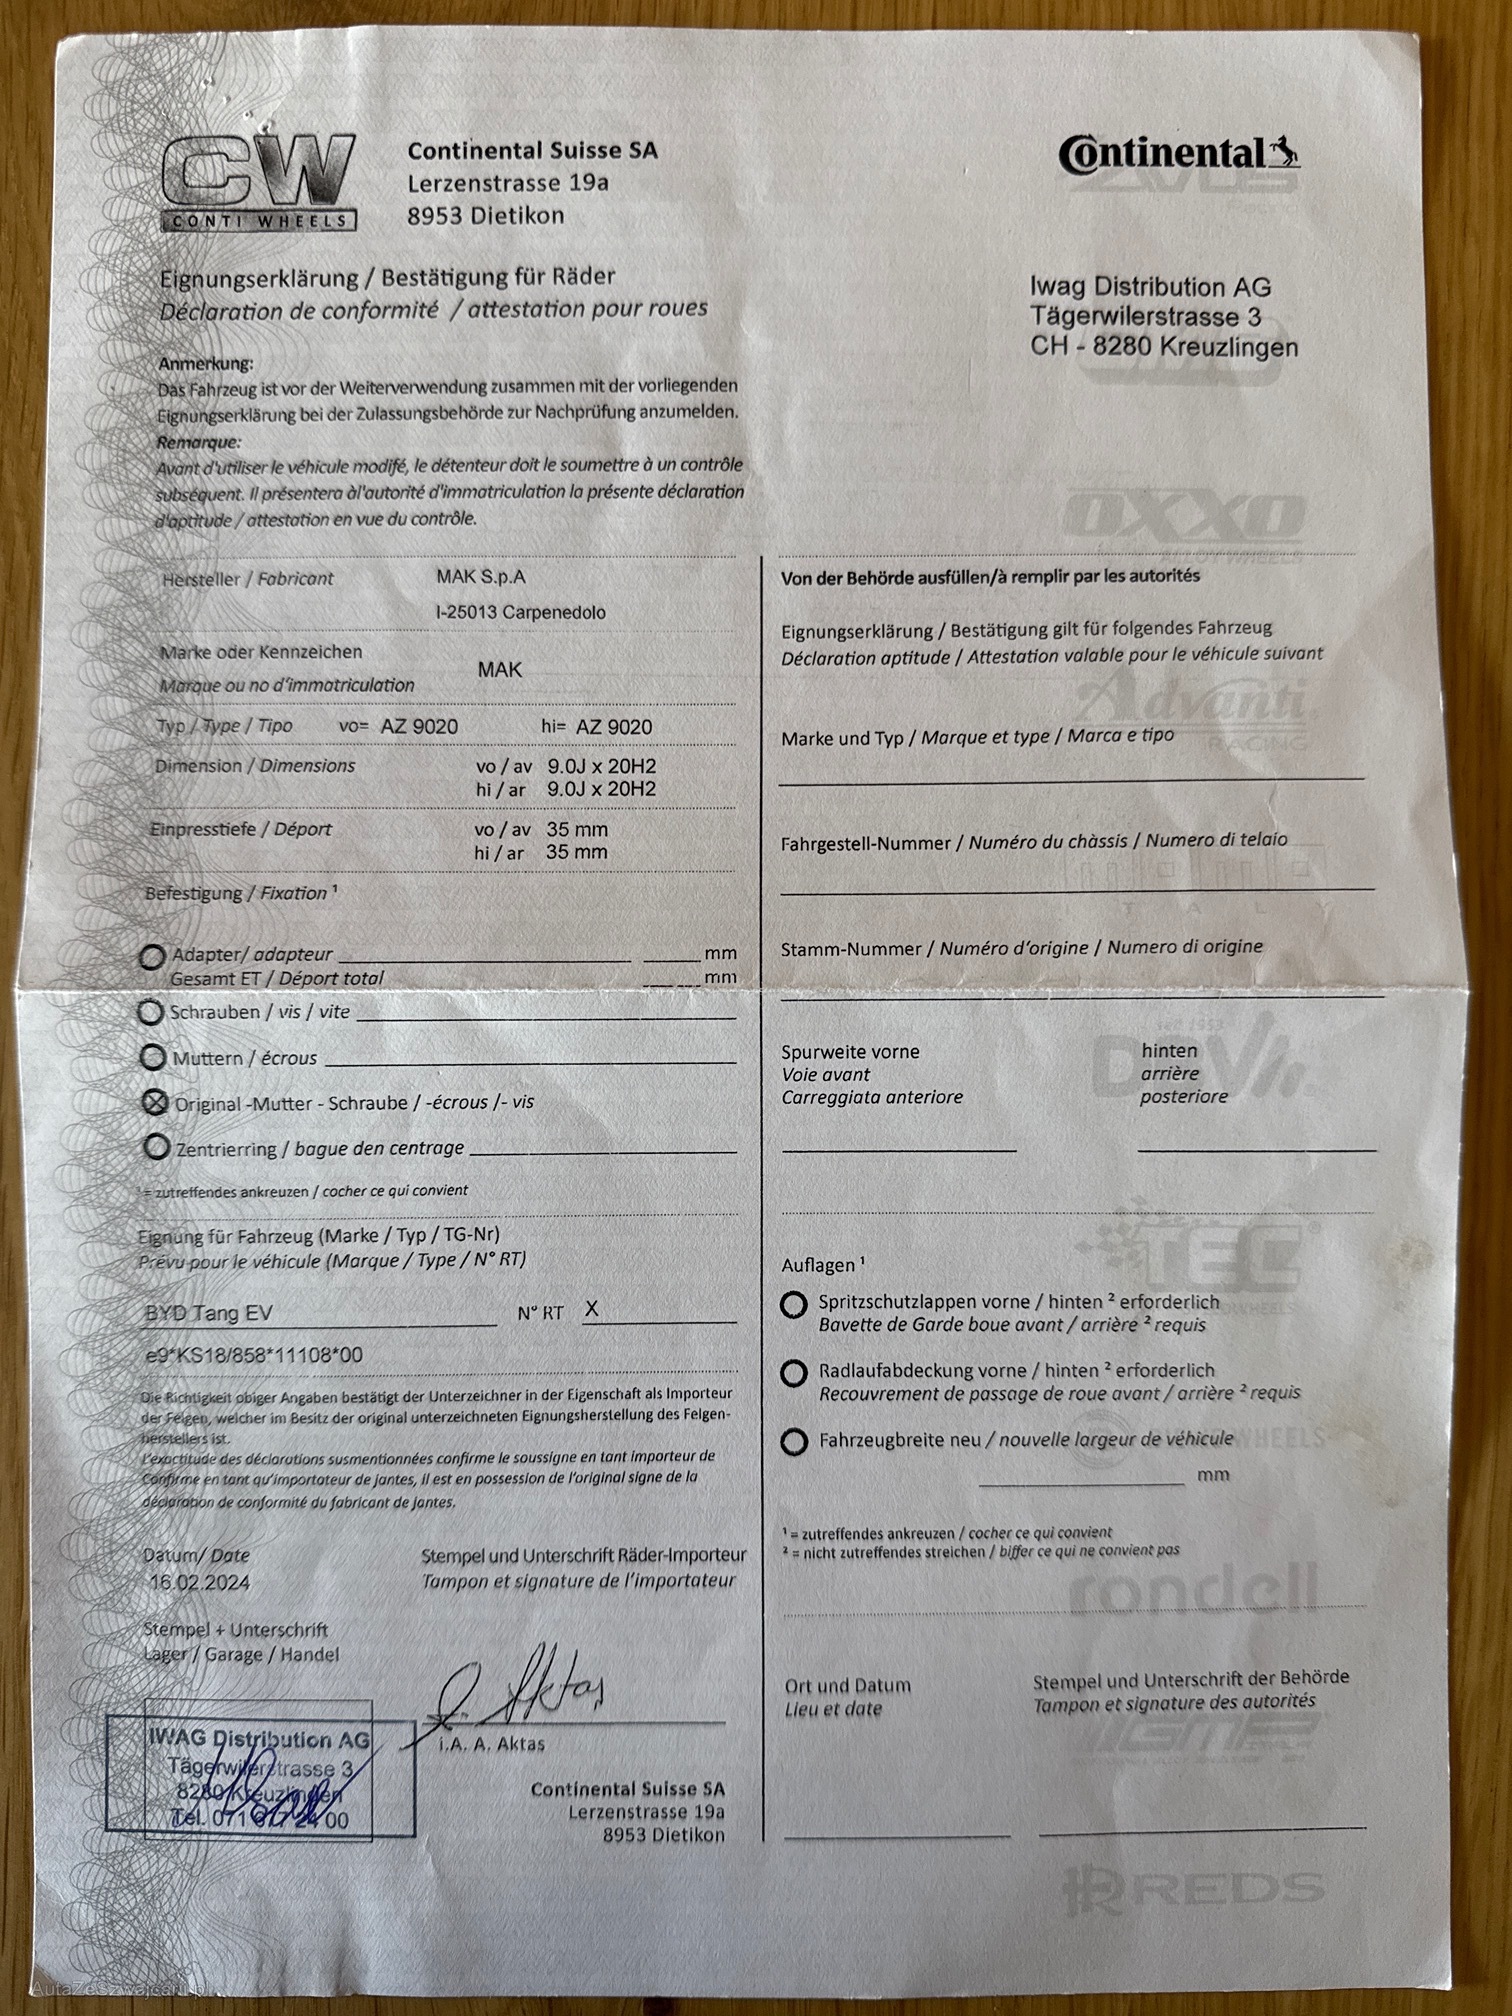 CW
CONTI WHEELS
Continental Suisse SA
Lerzenstrasse 19a
8953 Dietikon
Continental
Eignungserklärung / Bestätigung für Räder
Déclaration de conformité / attestation pour roues
Iwag Distribution AG
Tägerwilerstrasse 3
CH - 8280 Kreuzlingen
Anmerkung:
Das Fahrzeug ist vor der Weiterverwendung zusammen mit der vorliegenden
Eignungserklärung bei der Zulassungsbehörde zur Nachprüfung anzumelden.
Remarque:
Avant d'utiliser le véhicule modifé, le détenteur doit le soumettre à un contrôle
subséquent. Il présentera àl'autorité d'immatriculation la présente déclaration
d'aptitude / attestation en vue du contrôle.
OXXO
Hersteller / Fabricant MAK S.p.A
I-25013 Carpenedolo
Marke oder Kennzeichen
Marque ou no d'immatriculation MAK
Typ / Type / Tipo vo= AZ 9020 hi= AZ 9020
Dimension / Dimensions vo / av 9.0J x 20H2
hi / ar 9.0J x 20H2
Einpresstiefe / Déport vo / av 35 mm
hi / ar 35 mm
Befestigung / Fixation ¹
Adapter/ adapteur mm
Gesamt ET / Déport total mm
Schrauben / vis / vite
Muttern / écrous
Original -Mutter - Schraube / -écrous /- vis
Zentrierring / bague den centrage
¹ = zutreffendes ankreuzen / cocher ce qui convient
Eignung für Fahrzeug (Marke / Typ / TG-Nr)
Prévu pour le véhicule (Marque / Type / N° RT)
BYD Tang EV N° RT X
e9*KS18/858*11108*00
Die Richtigkeit obiger Angaben bestätigt der Unterzeichner in der Eigenschaft als Importeur
der Felgen, welcher im Besitz der original unterzeichneten Eignungsherstellung des Felgen-
herstellers ist.
L'exactitude des déclarations susmentionnées confirme le soussigne en tant importeur de
Confirme en tant qu'importateur de jantes, il est en possession de l'original signe de la
déclaration de conformité du fabricant de jantes.
Datum/ Date
16.02.2024
Stempel und Unterschrift Räder-Importeur
Tampon et signature de l'importateur
Stempel + Unterschrift
Lager / Garage / Handel
A. Aktas
i.A. A. Aktas
IWAG Distribution AG
Tägerwilerstrasse 3
8280 Kreuzlingen
Tel. 071
24 00
Continental Suisse SA
Lerzenstrasse 19a
8953 Dietikon
Von der Behörde ausfüllen/à remplir par les autorités
Eignungserklärung / Bestätigung gilt für folgendes Fahrzeug
Déclaration aptitude / Attestation valable pour le véhicule suivant
Advanti
RACING
Marke und Typ / Marque et type / Marca e tipo
Fahrgestell-Nummer / Numéro du chàssis / Numero di telaio
ITALY
Stamm-Nummer / Numéro d'origine / Numero di origine
Spurweite vorne hinten
Voie avant arrière
Carreggiata anteriore posteriore
TEC
Auflagen ¹
Spritzschutzlappen vorne / hinten ² erforderlich
Bavette de Garde boue avant / arrière ² requis
Radlaufabdeckung vorne / hinten ² erforderlich
Recouvrement de passage de roue avant / arrière ² requis
Fahrzeugbreite neu / nouvelle largeur de véhicule
WHEELS
mm
¹ = zutreffendes ankreuzen / cocher ce qui convient
² = nicht zutreffendes streichen / biffer ce qui ne convient pas
rondell
Ort und Datum
Lieu et date
Stempel und Unterschrift der Behörde
Tampon et signature des autorités
REDS
AutaZeSzwajcarii.pl